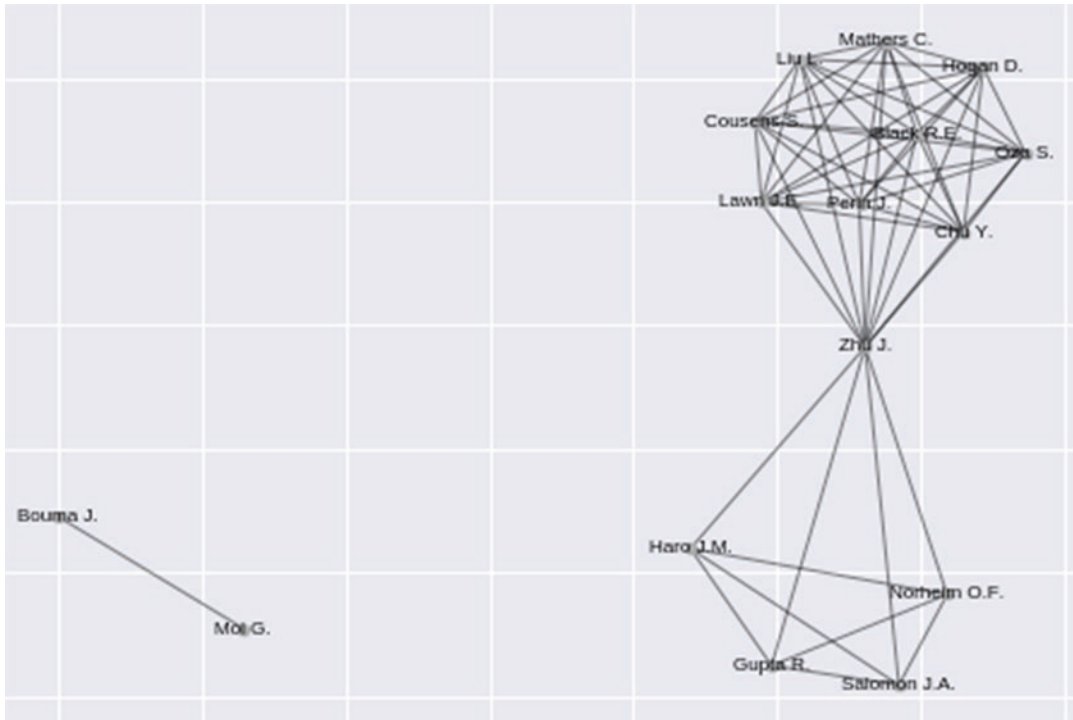 Mathers C.
Liu L.
Hogan D.
Cousens S.
Black R.E.
Oza S.
Lawn J.E.
Perin J.
Chu Y.
Zhu J.
Bouma J.
Haro J.M.
Norheim O.F.
Mol G.
Gupta R.
Salomon J.A.